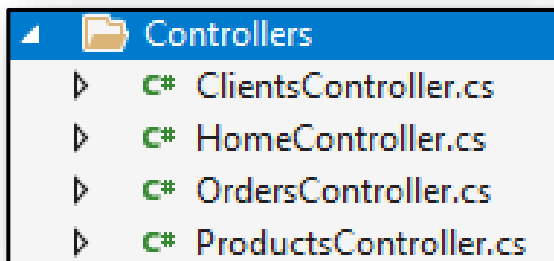 Controllers
C# ClientsController.cs
C# HomeController.cs
C# OrdersController.cs
C# ProductsController.cs